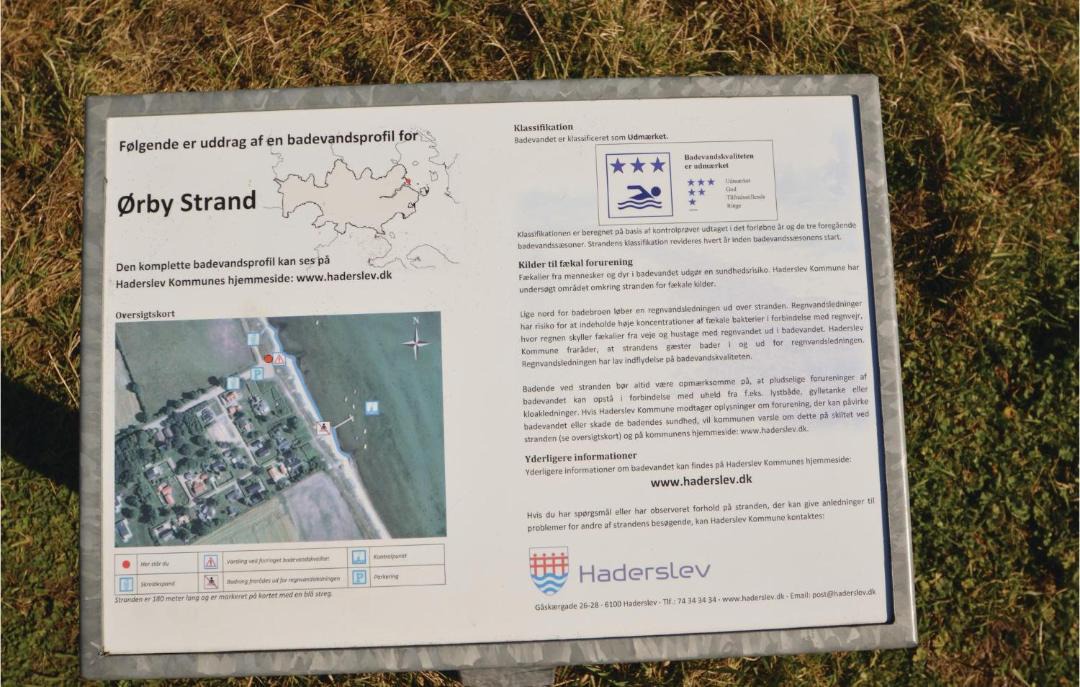 Følgende er uddrag af en badevandsprofil for
Ørby Strand
Den komplette badevandsprofil kan ses på
Haderslev Kommunes hjemmeside: www.haderslev.dk
Oversigtskort
N
P
Her står du
Varsling ved forringet badevandskvalitet
Kontrolpunkt
Skraldespand
Badning frarådes ud for regnvandsledningen
P
Parkering
Stranden er 180 meter lang og er markeret på kortet med en blå streg.
Klassifikation
Badevandet er klassificeret som Udmærket.
Badevandskvaliteten
er udmærket
Udmærket
God
Tilfredsstillende
Ringe
Klassifikationen er beregnet på basis af kontrolprøver udtaget i det forløbne år og de tre foregående
badevandssæsoner. Strandens klassifikation revideres hvert år inden badevandssæsonens start.
Kilder til fækal forurening
Fækalier fra mennesker og dyr i badevandet udgør en sundhedsrisiko. Haderslev Kommune har
undersøgt området omkring stranden for fækale kilder.
Lige nord for badebroen løber en regnvandsledningen ud over stranden. Regnvandsledninger
har risiko for at indeholde høje koncentrationer af fækale bakterier i forbindelse med regnvejr,
hvor regnen skyller fækalier fra veje og hustage med regnvandet ud i badevandet. Haderslev
Kommune fraråder, at strandens gæster bader i og ud for regnvandsledningen.
Regnvandsledningen har lav indflydelse på badevandskvaliteten.
Badende ved stranden bør altid være opmærksomme på, at pludselige forureninger af
badevandet kan opstå i forbindelse med uheld fra f.eks. lystbåde, gylletanke eller
kloakledninger. Hvis Haderslev Kommune modtager oplysninger om forurening, der kan påvirke
badevandet eller skade de badendes sundhed, vil kommunen varsle om dette på skiltet ved
stranden (se oversigtskort) og på kommunens hjemmeside: www.haderslev.dk.
Yderligere informationer
Yderligere informationer om badevandet kan findes på Haderslev Kommunes hjemmeside:
www.haderslev.dk
Hvis du har spørgsmål eller har observeret forhold på stranden, der kan give anledninger til
problemer for andre af strandens besøgende, kan Haderslev Kommune kontaktes:
Haderslev
Gåskærgade 26-28 · 6100 Haderslev · Tlf.: 74 34 34 34 · www.haderslev.dk · Email: post@haderslev.dk